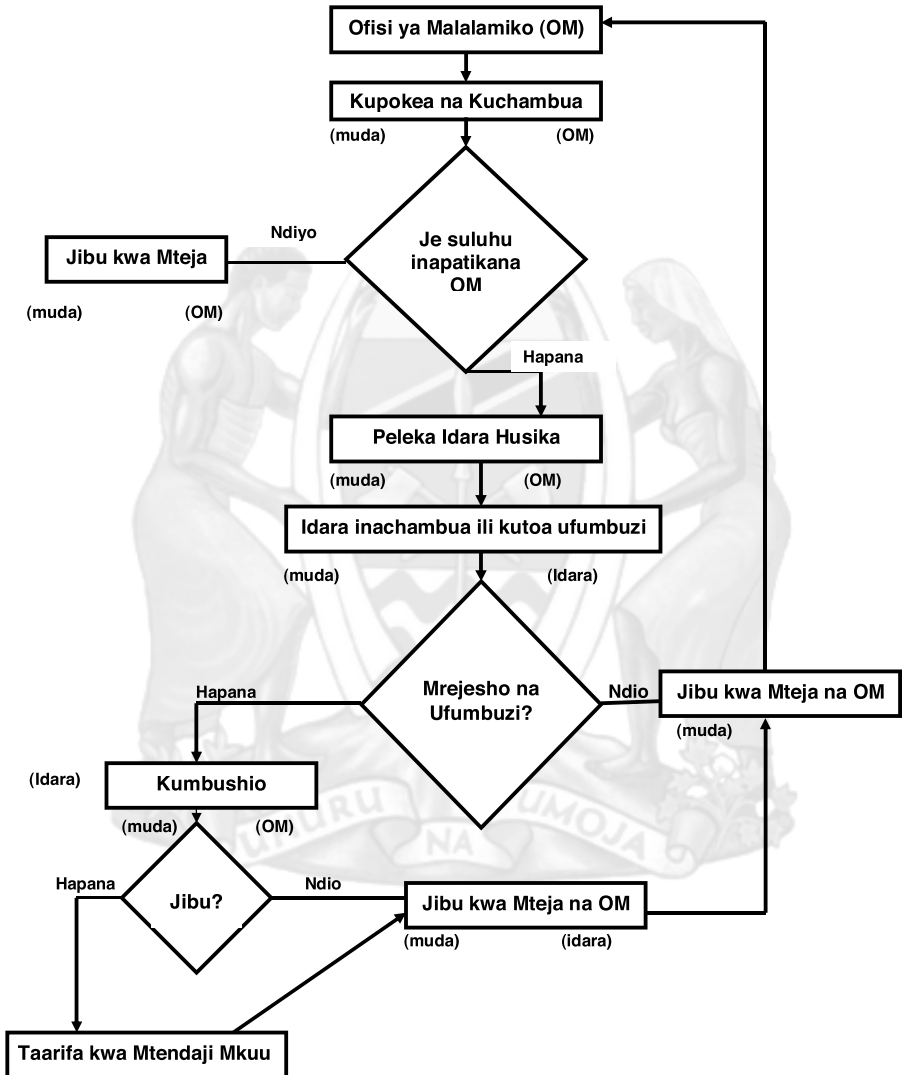 Ofisi ya Malalamiko (OM)
Kupokea na Kuchambua
(muda) (OM)
Ndiyo
Je suluhu
inapatikana
OM
Jibu kwa Mteja
(muda) (OM)
Hapana
Peleka Idara Husika
(muda) (OM)
Idara inachambua ili kutoa ufumbuzi
(muda) (Idara)
Mrejesho na
Ufumbuzi?
Ndio
Jibu kwa Mteja na OM
(muda)
Hapana
(Idara)
Kumbushio
(muda) (OM)
Hapana
Jibu?
Ndio
Jibu kwa Mteja na OM
(muda) (idara)
Taarifa kwa Mtendaji Mkuu
UHURU NA UMOJA